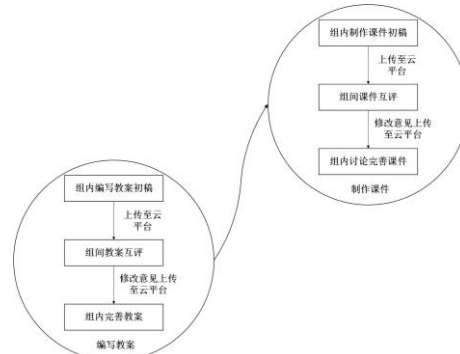 组内制作课件初稿
上传至云
平台
组间课件互评
修改意见上传
至云平台
组内讨论完善课件
制作课件
组内编写教案初稿
上传至云
平台
组间教案互评
修改意见上传
至云平台
组内完善教案
编写教案